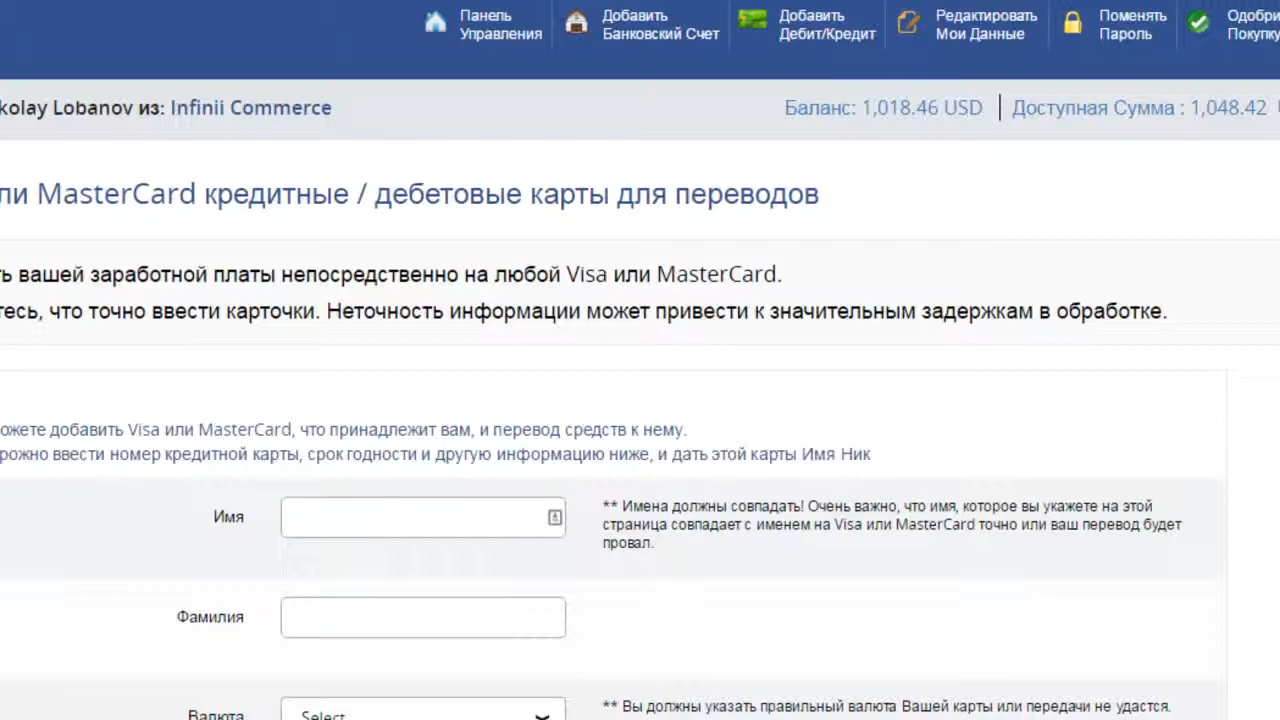 Панель
Управления
Добавить
Банковский Счет
Добавить
Дебит/Кредит
Редактировать
Мои Данные
Поменять
Пароль
Одобри
Покупку
kolay Lobanov из: Infinii Commerce
Баланс: 1,018.46 USD
Доступная Сумма : 1,048.42
ли MasterCard кредитные / дебетовые карты для переводов
ть вашей заработной платы непосредственно на любой Visa или MasterCard.
тесь, что точно ввести карточки. Неточность информации может привести к значительным задержкам в обработке.
ожете добавить Visa или MasterCard, что принадлежит вам, и перевод средств к нему.
рожно ввести номер кредитной карты, срок годности и другую информацию ниже, и дать этой карты Имя Ник
Имя
** Имена должны совпадать! Очень важно, что имя, которое вы укажете на этой
страница совпадает с именем на Visa или MasterCard точно или ваш перевод будет
провал.
Фамилия
Валюта
Select
** Вы должны указать правильный валюта Вашей карты или передачи не удастся.